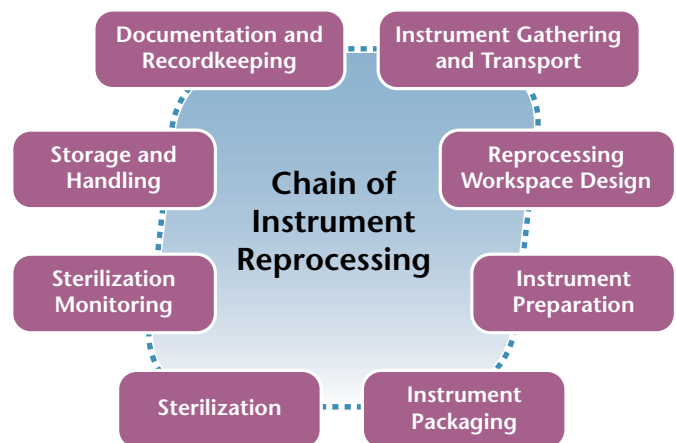 Documentation and
Recordkeeping
Instrument Gathering
and Transport
Storage and
Handling
Chain of
Instrument
Reprocessing
Reprocessing
Workspace Design
Sterilization
Monitoring
Instrument
Preparation
Sterilization
Instrument
Packaging